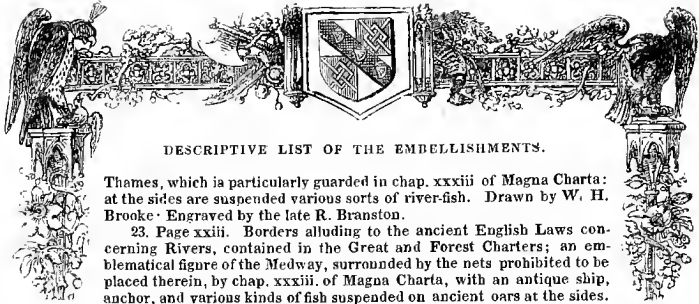 DESCRIPTIVE LIST OF THE EMBELLISHMENTS.
Thames, which is particularly guarded in chap. xxxiii of Magna Charta:
at the sides are suspended various sorts of river-fish. Drawn by W. H.
Brooke · Engraved by the late R. Branston.
23. Page xxiii. Borders alluding to the ancient English Laws con-
cerning Rivers, contained in the Great and Forest Charters; an em-
blematical figure of the Medway, surrounded by the nets prohibited to be
placed therein, by chap. xxxiii. of Magna Charta, with an antique ship,
anchor, and various kinds of fish suspended on ancient oars at the sides.